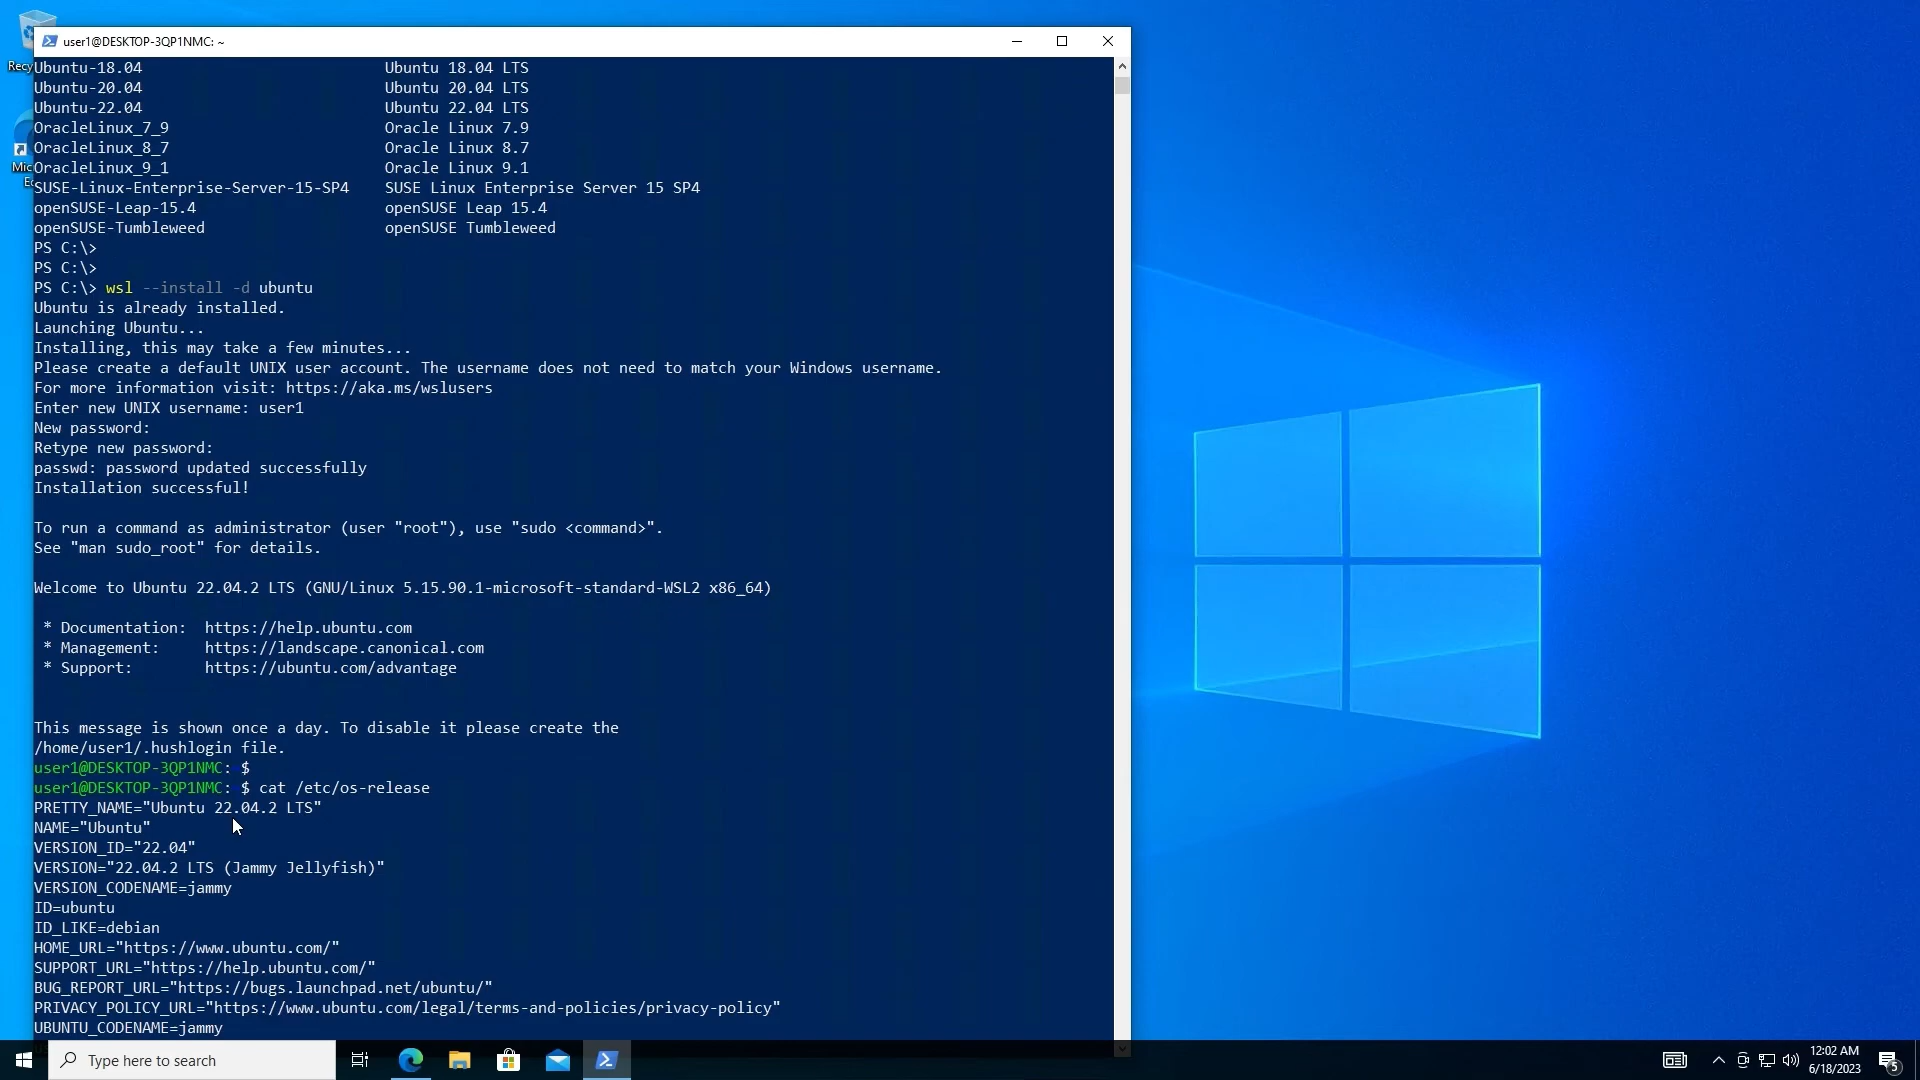 user1@DESKTOP-3QP1NMC: ~
Recy
Mic
Ed
Ubuntu-18.04 Ubuntu 18.04 LTS
Ubuntu-20.04 Ubuntu 20.04 LTS
Ubuntu-22.04 Ubuntu 22.04 LTS
OracleLinux_7_9 Oracle Linux 7.9
OracleLinux_8_7 Oracle Linux 8.7
OracleLinux_9_1 Oracle Linux 9.1
SUSE-Linux-Enterprise-Server-15-SP4 SUSE Linux Enterprise Server 15 SP4
openSUSE-Leap-15.4 openSUSE Leap 15.4
openSUSE-Tumbleweed openSUSE Tumbleweed
PS C:\>
PS C:\>
PS C:\> wsl --install -d ubuntu
Ubuntu is already installed.
Launching Ubuntu...
Installing, this may take a few minutes...
Please create a default UNIX user account. The username does not need to match your Windows username.
For more information visit: https://aka.ms/wslusers
Enter new UNIX username: user1
New password:
Retype new password:
passwd: password updated successfully
Installation successful!
To run a command as administrator (user "root"), use "sudo <command>".
See "man sudo_root" for details.
Welcome to Ubuntu 22.04.2 LTS (GNU/Linux 5.15.90.1-microsoft-standard-WSL2 x86_64)
* Documentation: https://help.ubuntu.com
* Management: https://landscape.canonical.com
* Support: https://ubuntu.com/advantage
This message is shown once a day. To disable it please create the
/home/user1/.hushlogin file.
user1@DESKTOP-3QP1NMC: $
user1@DESKTOP-3QP1NMC: $ cat /etc/os-release
PRETTY_NAME="Ubuntu 22.04.2 LTS"
NAME="Ubuntu"
VERSION_ID="22.04"
VERSION="22.04.2 LTS (Jammy Jellyfish)"
VERSION_CODENAME=jammy
ID=ubuntu
ID_LIKE=debian
HOME_URL="https://www.ubuntu.com/"
SUPPORT_URL="https://help.ubuntu.com/"
BUG_REPORT_URL="https://bugs.launchpad.net/ubuntu/"
PRIVACY_POLICY_URL="https://www.ubuntu.com/legal/terms-and-policies/privacy-policy"
UBUNTU_CODENAME=jammy
Type here to search
12:02 AM
6/18/2023
5